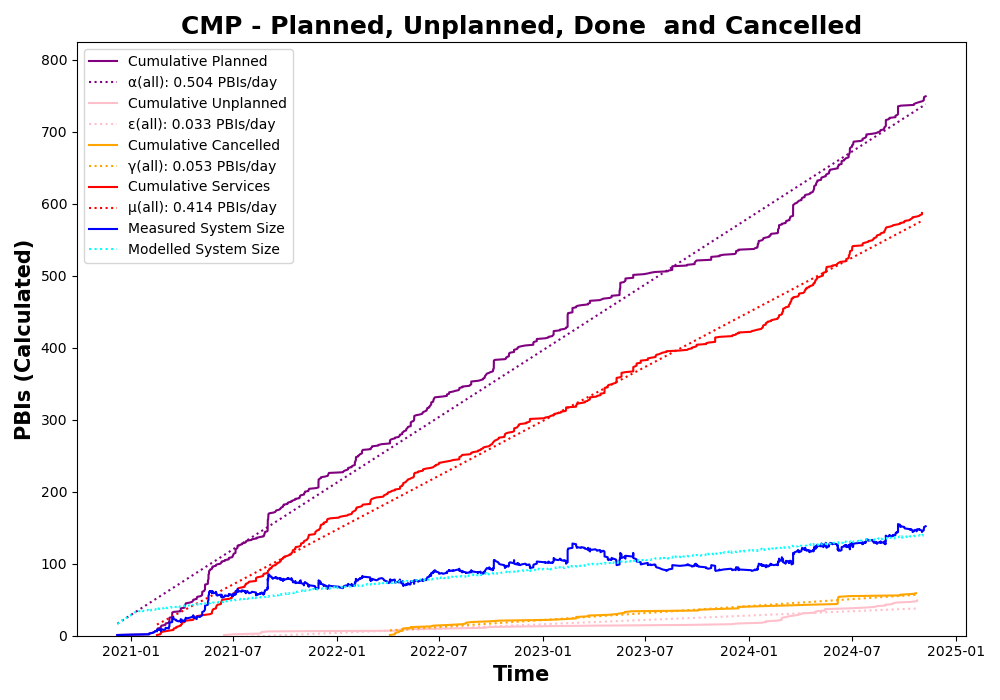 CMP - Planned, Unplanned, Done  and Cancelled
PBIs (Calculated)
800
700
600
500
400
300
200
100
0
Cumulative Planned
α(all): 0.504 PBIs/day
Cumulative Unplanned
ε(all): 0.033 PBIs/day
Cumulative Cancelled
γ(all): 0.053 PBIs/day
Cumulative Services
μ(all): 0.414 PBIs/day
Measured System Size
Modelled System Size
2021-01 2021-07 2022-01 2022-07 2023-01 2023-07 2024-01 2024-07 2025-01
Time